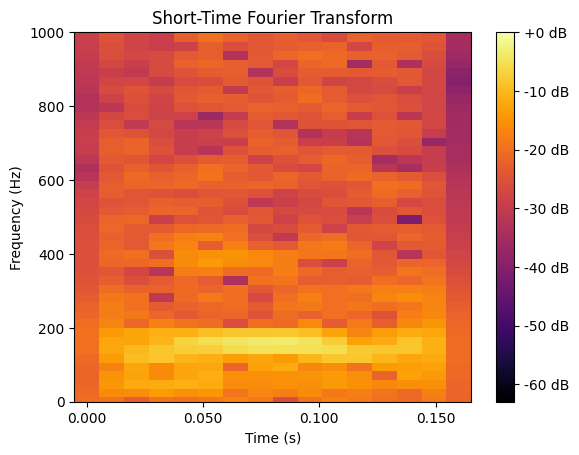 Short-Time Fourier Transform
1000
800
600
400
200
0
Frequency (Hz)
0.000
0.050
0.100
0.150
Time (s)
+0 dB
-10 dB
-20 dB
-30 dB
-40 dB
-50 dB
-60 dB